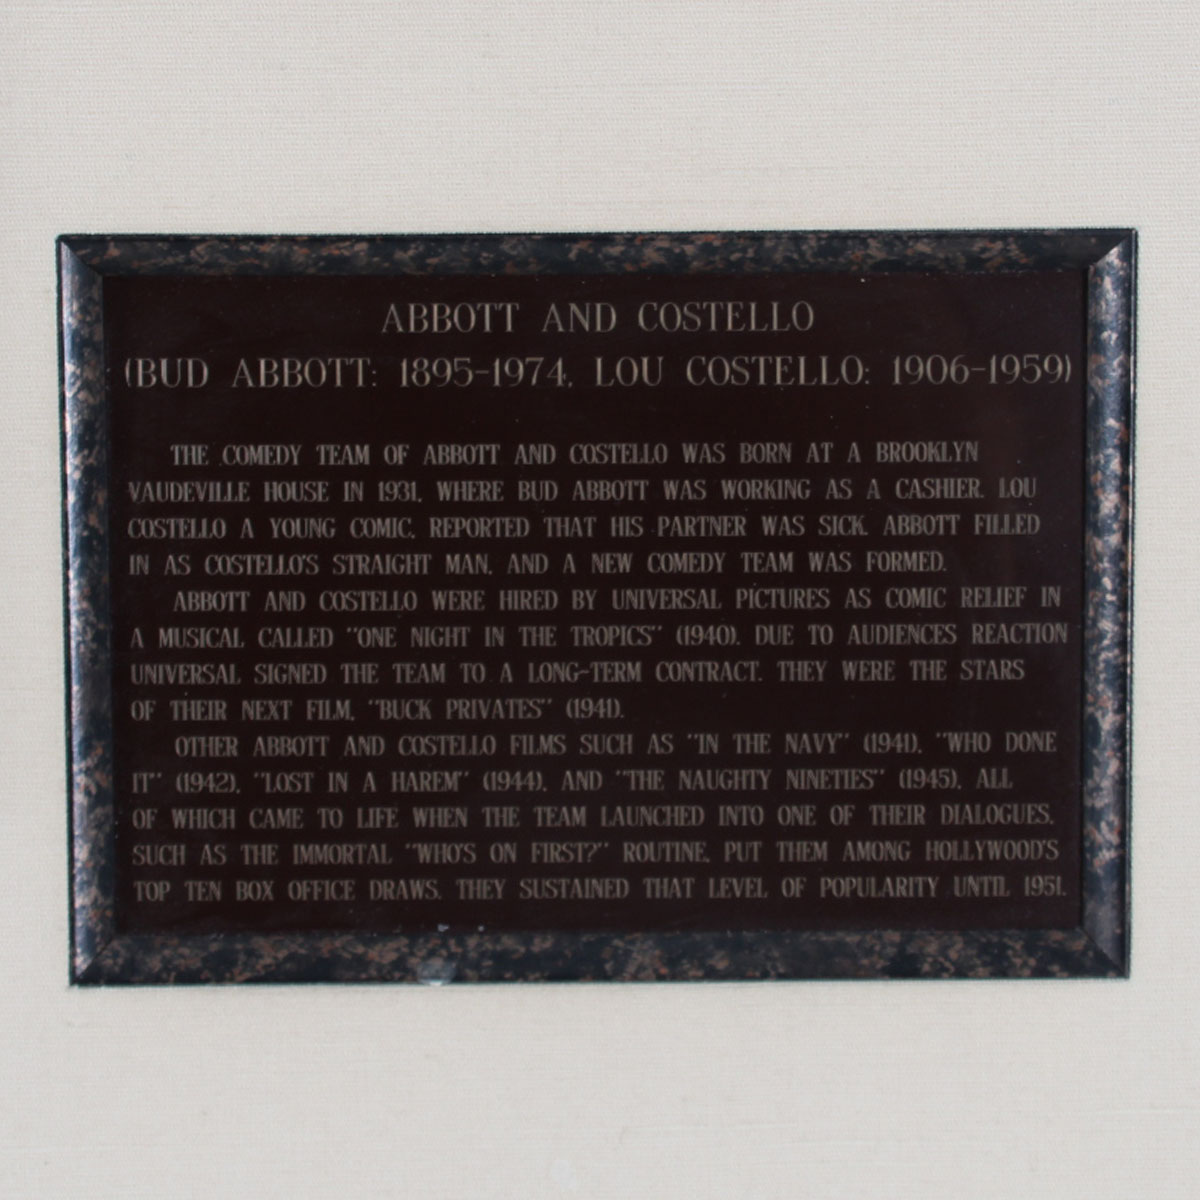 ABBOTT AND COSTELLO
(BUD ABBOTT: 1895-1974, LOU COSTELLO: 1906-1959)
THE COMEDY TEAM OF ABBOTT AND COSTELLO WAS BORN AT A BROOKLYN
VAUDEVILLE HOUSE IN 1931, WHERE BUD ABBOTT WAS WORKING AS A CASHIER. LOU
COSTELLO A YOUNG COMIC, REPORTED THAT HIS PARTNER WAS SICK. ABBOTT FILLED
IN AS COSTELLO'S STRAIGHT MAN, AND A NEW COMEDY TEAM WAS FORMED.
ABBOTT AND COSTELLO WERE HIRED BY UNIVERSAL PICTURES AS COMIC RELIEF IN
A MUSICAL CALLED "ONE NIGHT IN THE TROPICS" (1940). DUE TO AUDIENCES REACTION
UNIVERSAL SIGNED THE TEAM TO A LONG-TERM CONTRACT. THEY WERE THE STARS
OF THEIR NEXT FILM, "BUCK PRIVATES" (1941).
OTHER ABBOTT AND COSTELLO FILMS SUCH AS "IN THE NAVY" (1941), "WHO DONE
IT" (1942), "LOST IN A HAREM" (1944), AND "THE NAUGHTY NINETIES" (1945), ALL
OF WHICH CAME TO LIFE WHEN THE TEAM LAUNCHED INTO ONE OF THEIR DIALOGUES,
SUCH AS THE IMMORTAL "WHO'S ON FIRST?" ROUTINE, PUT THEM AMONG HOLLYWOOD'S
TOP TEN BOX OFFICE DRAWS. THEY SUSTAINED THAT LEVEL OF POPULARITY UNTIL 1951.